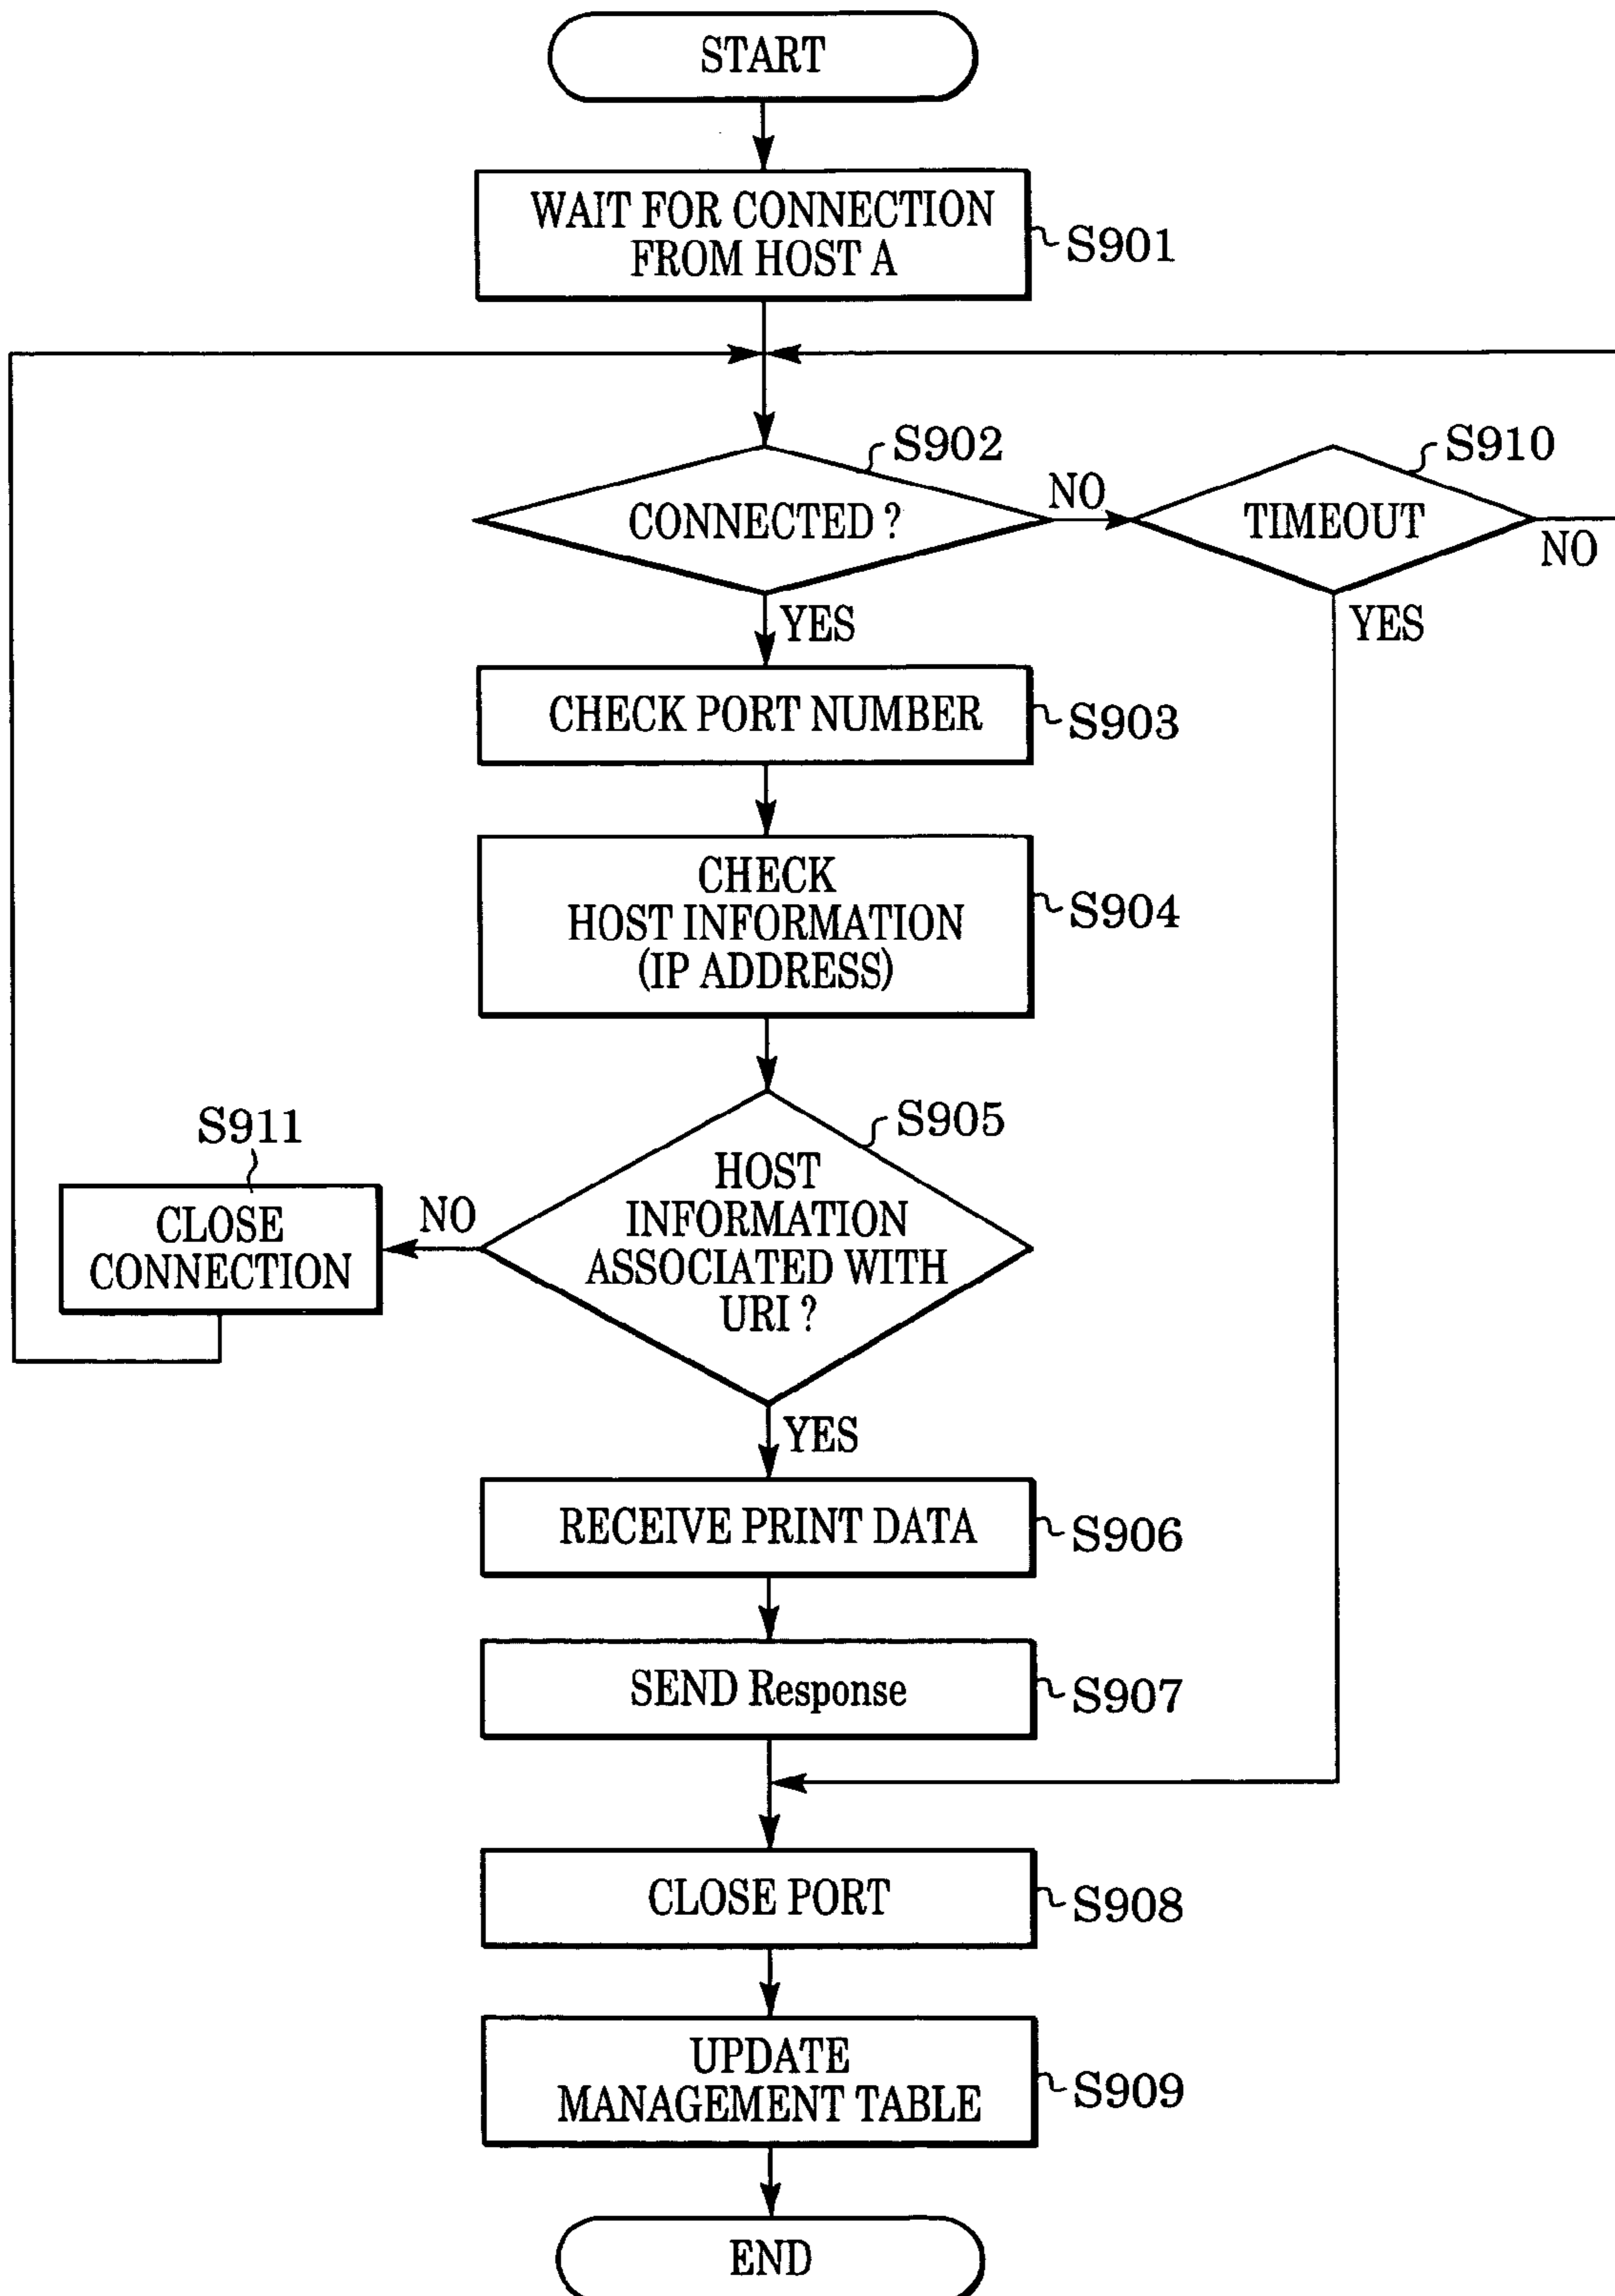 START
WAIT FOR CONNECTION
FROM HOST A
S901
S902
S910
CONNECTED ?
NO
TIMEOUT
NO
YES
YES
CHECK PORT NUMBER
S903
CHECK
HOST INFORMATION
(IP ADDRESS)
S904
S905
S911
HOST
INFORMATION
ASSOCIATED WITH
URI ?
NO
CLOSE
CONNECTION
YES
RECEIVE PRINT DATA
S906
SEND Response
S907
CLOSE PORT
S908
UPDATE
MANAGEMENT TABLE
S909
END